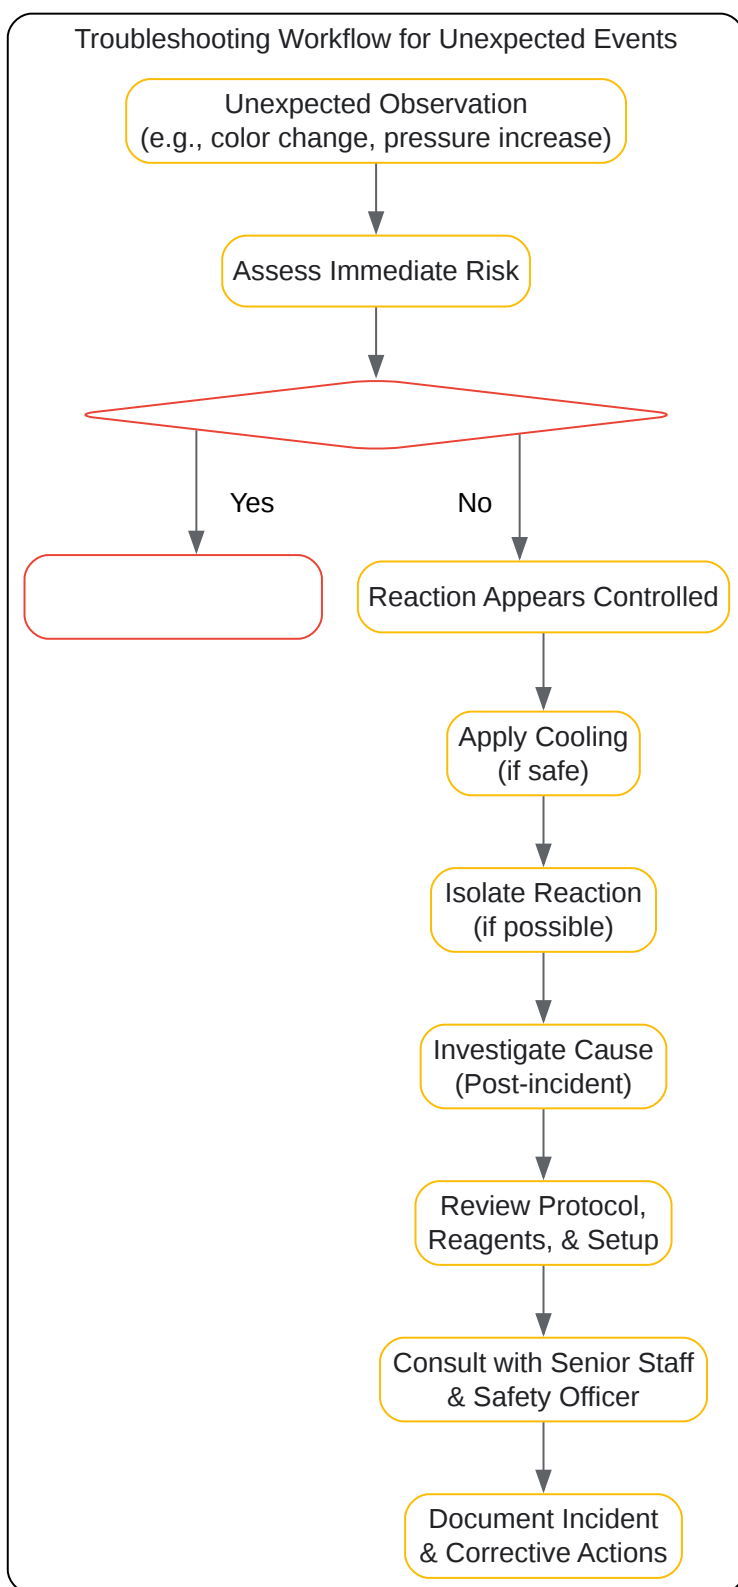 Troubleshooting Workflow for Unexpected Events
Unexpected Observation
(e.g., color change, pressure increase)
Assess Immediate Risk
Yes
No
Reaction Appears Controlled
Apply Cooling
(if safe)
Isolate Reaction
(if possible)
Investigate Cause
(Post-incident)
Review Protocol,
Reagents, & Setup
Consult with Senior Staff
& Safety Officer
Document Incident
& Corrective Actions